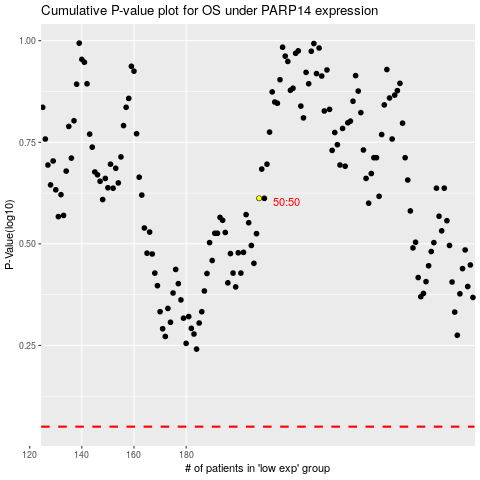 Cumulative P-value plot for OS under PARP14 expression
P-Value(log10)
1.00
0.75
0.50
0.25
50:50
120 140 160 180
# of patients in 'low exp' group